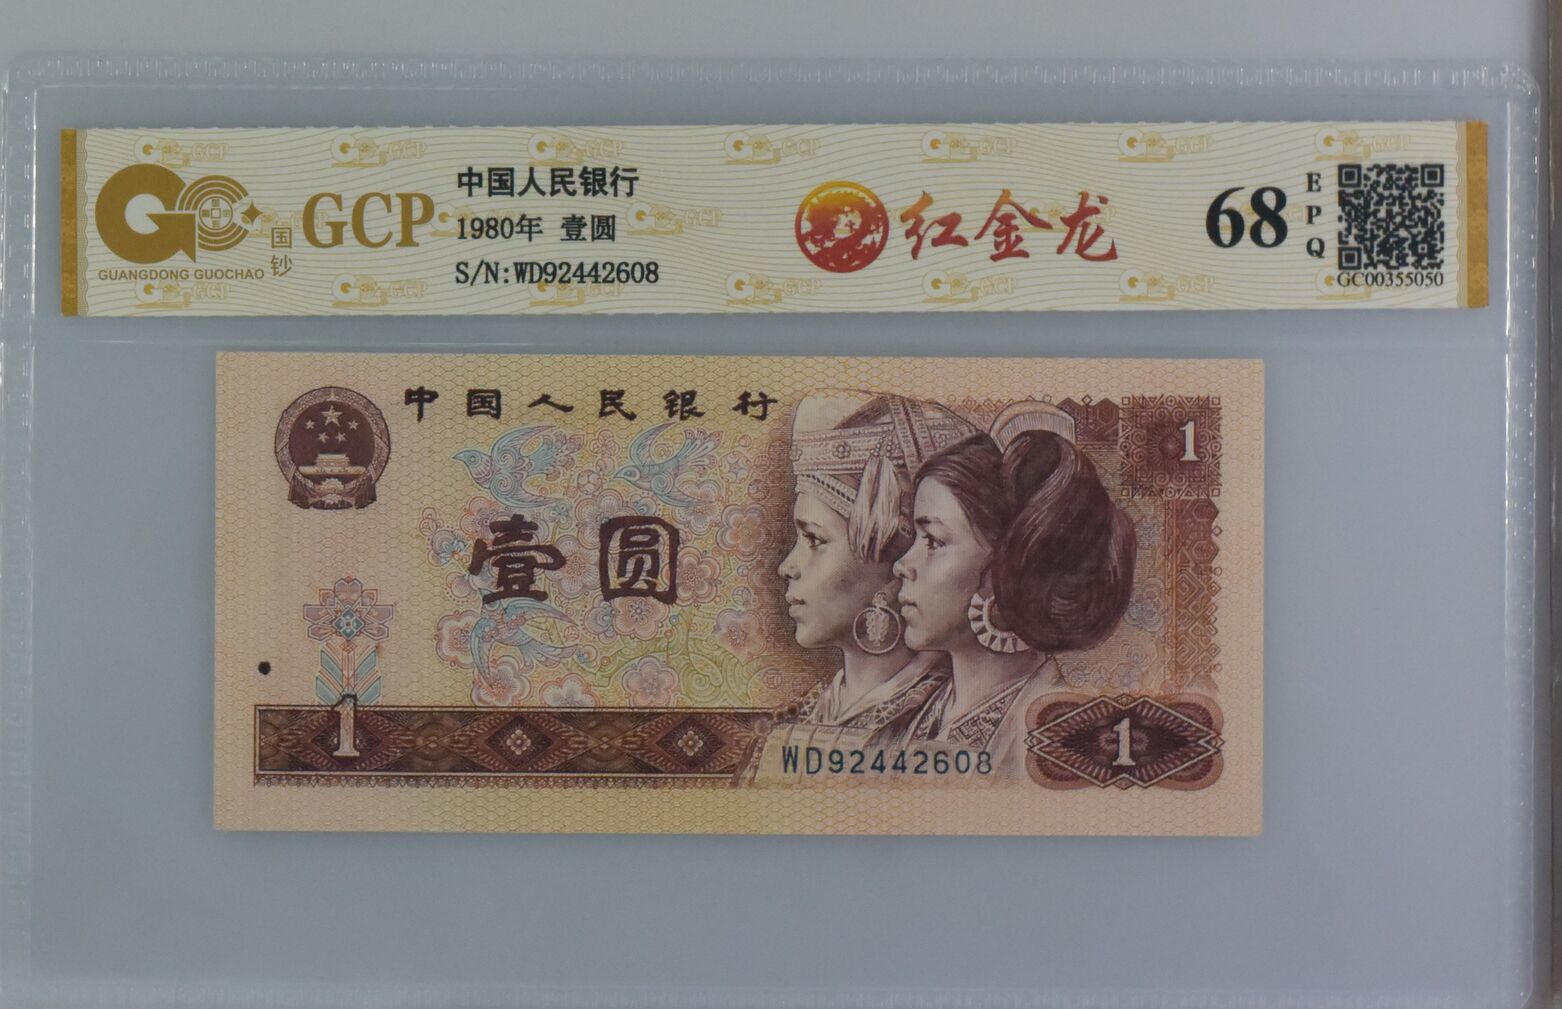 国钞
GCP
GUANGDONG GUOCHAO
中国人民银行
1980年 壹圆
S/N:WD92442608
红金龙
68
EPQ
GC00355050
中国人民银行
1
壹圆
1
WD92442608
1